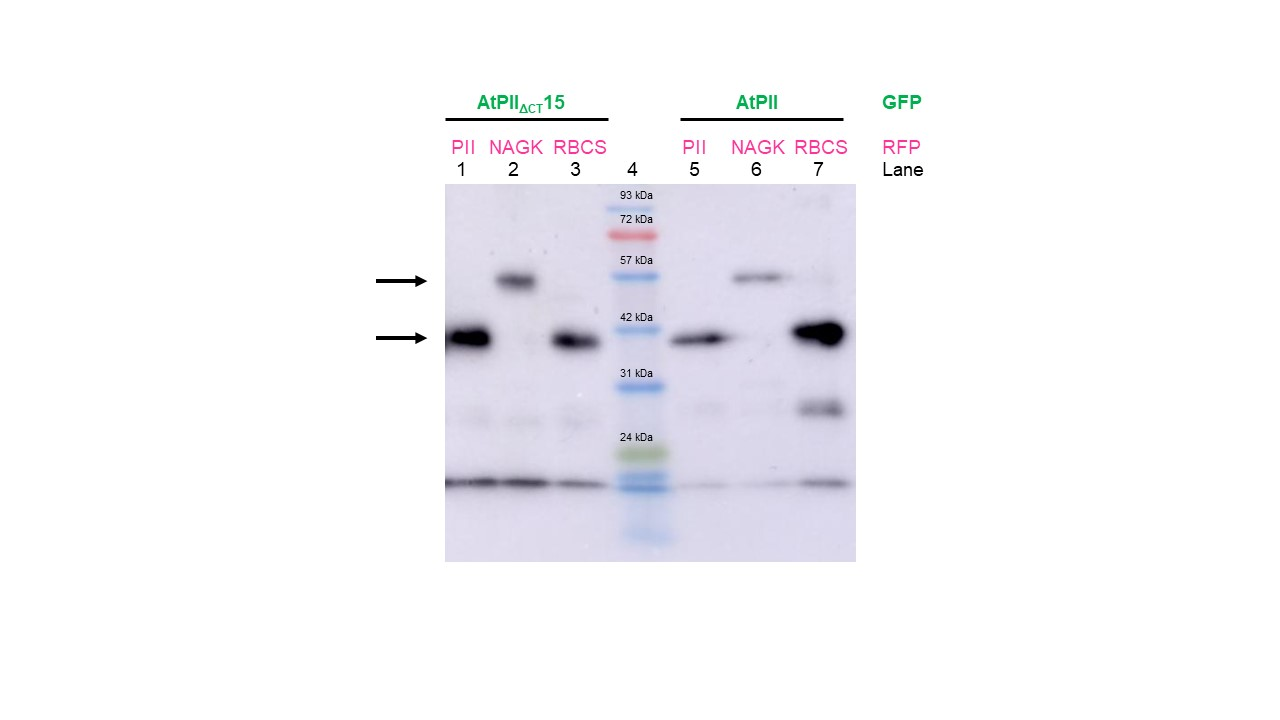 AtPIIΔCT15 AtPII GFP
PII NAGK RBCS PII NAGK RBCS RFP
1 2 3 4 5 6 7 Lane
93 kDa
72 kDa
57 kDa
42 kDa
31 kDa
24 kDa